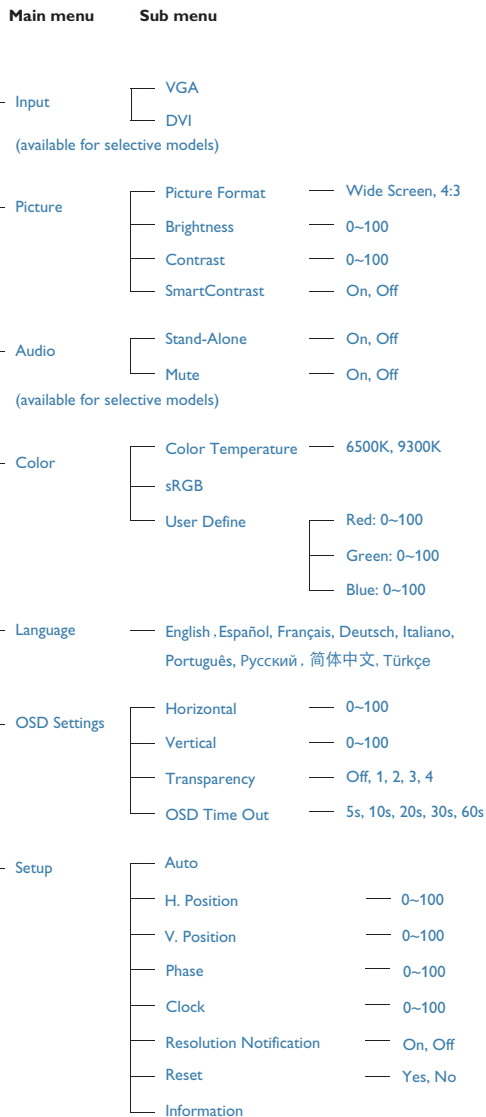 Main menu Sub menu
VGA
Input
DVI
(available for selective models)
Picture Format Wide Screen, 4:3
Picture
Brightness 0~100
Contrast 0~100
SmartContrast On, Off
Stand-Alone On, Off
Audio
Mute On, Off
(available for selective models)
Color Temperature 6500K, 9300K
Color
sRGB
User Define Red: 0~100
Green: 0~100
Blue: 0~100
Language English , Español, Français, Deutsch, Italiano,
Português, Русский , 简体中文, Türkçe
Horizontal 0~100
OSD Settings
Vertical 0~100
Transparency Off, 1, 2, 3, 4
OSD Time Out 5s, 10s, 20s, 30s, 60s
Auto
Setup
H. Position 0~100
V. Position 0~100
Phase 0~100
Clock 0~100
Resolution Notification On, Off
Reset Yes, No
Information